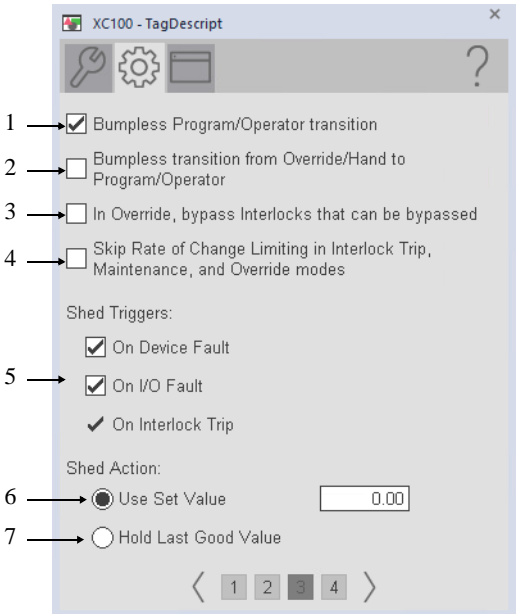 XC100 - TagDescript
×
?
1 Bumpless Program/Operator transition
2 Bumpless transition from Override/Hand to
Program/Operator
3 In Override, bypass Interlocks that can be bypassed
4 Skip Rate of Change Limiting in Interlock Trip,
Maintenance, and Override modes
Shed Triggers:
On Device Fault
5 On I/O Fault
On Interlock Trip
Shed Action:
6 Use Set Value 0.00
7 Hold Last Good Value
1 2 3 4